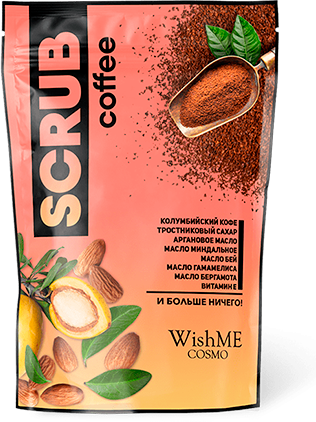 SCRUB
coffee
КОЛУМБИЙСКИЙ КОФЕ
ТРОСТНИКОВЫЙ САХАР
АРГАНОВОЕ МАСЛО
МАСЛО МИНДАЛЬНОЕ
МАСЛО БЕЙ
МАСЛО ГАМАМЕЛИСА
МАСЛО БЕРГАМОТА
ВИТАМИН Е
И БОЛЬШЕ НИЧЕГО!
WishME
COSMO